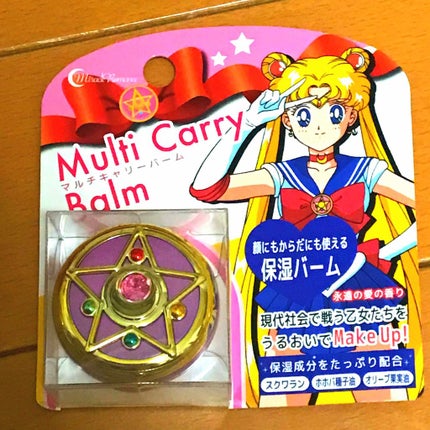 Miracle Romance
Multi Carry
マルチキャリーバーム
Balm
顔にもからだにも使える
保湿バーム
永遠の愛の香り
現代社会で戦う乙女たちを
うるおいでMake Up!
保湿成分をたっぷり配合
スクワラン ホホバ種子油 オリーブ果実油